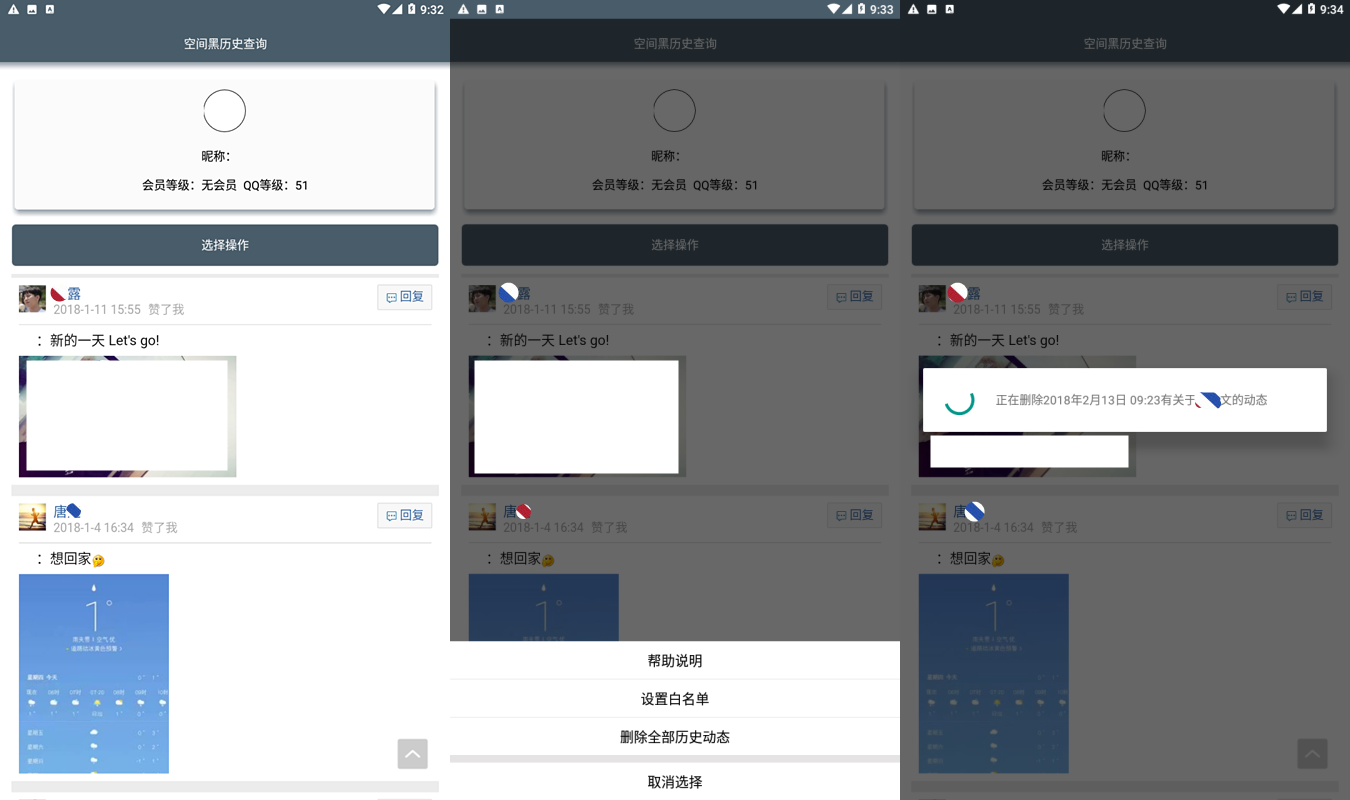 9:32
空间黑历史查询
昵称：
会员等级：无会员 QQ等级：51
选择操作
露
2018-1-11 15:55 赞了我
回复
：新的一天 Let's go!
唐
2018-1-4 16:34 赞了我
回复
：想回家🤔
1°
星期四 今天
9:33
空间黑历史查询
昵称：
会员等级：无会员 QQ等级：51
选择操作
露
2018-1-11 15:55 赞了我
回复
：新的一天 Let's go!
唐
2018-1-4 16:34 赞了我
回复
：想回家🤔
1°
帮助说明
设置白名单
删除全部历史动态
取消选择
9:34
空间黑历史查询
昵称：
会员等级：无会员 QQ等级：51
选择操作
露
2018-1-11 15:55 赞了我
回复
：新的一天 Let's go!
正在删除2018年2月13日 09:23有关于
文的动态
唐
2018-1-4 16:34 赞了我
回复
：想回家🤔
1°